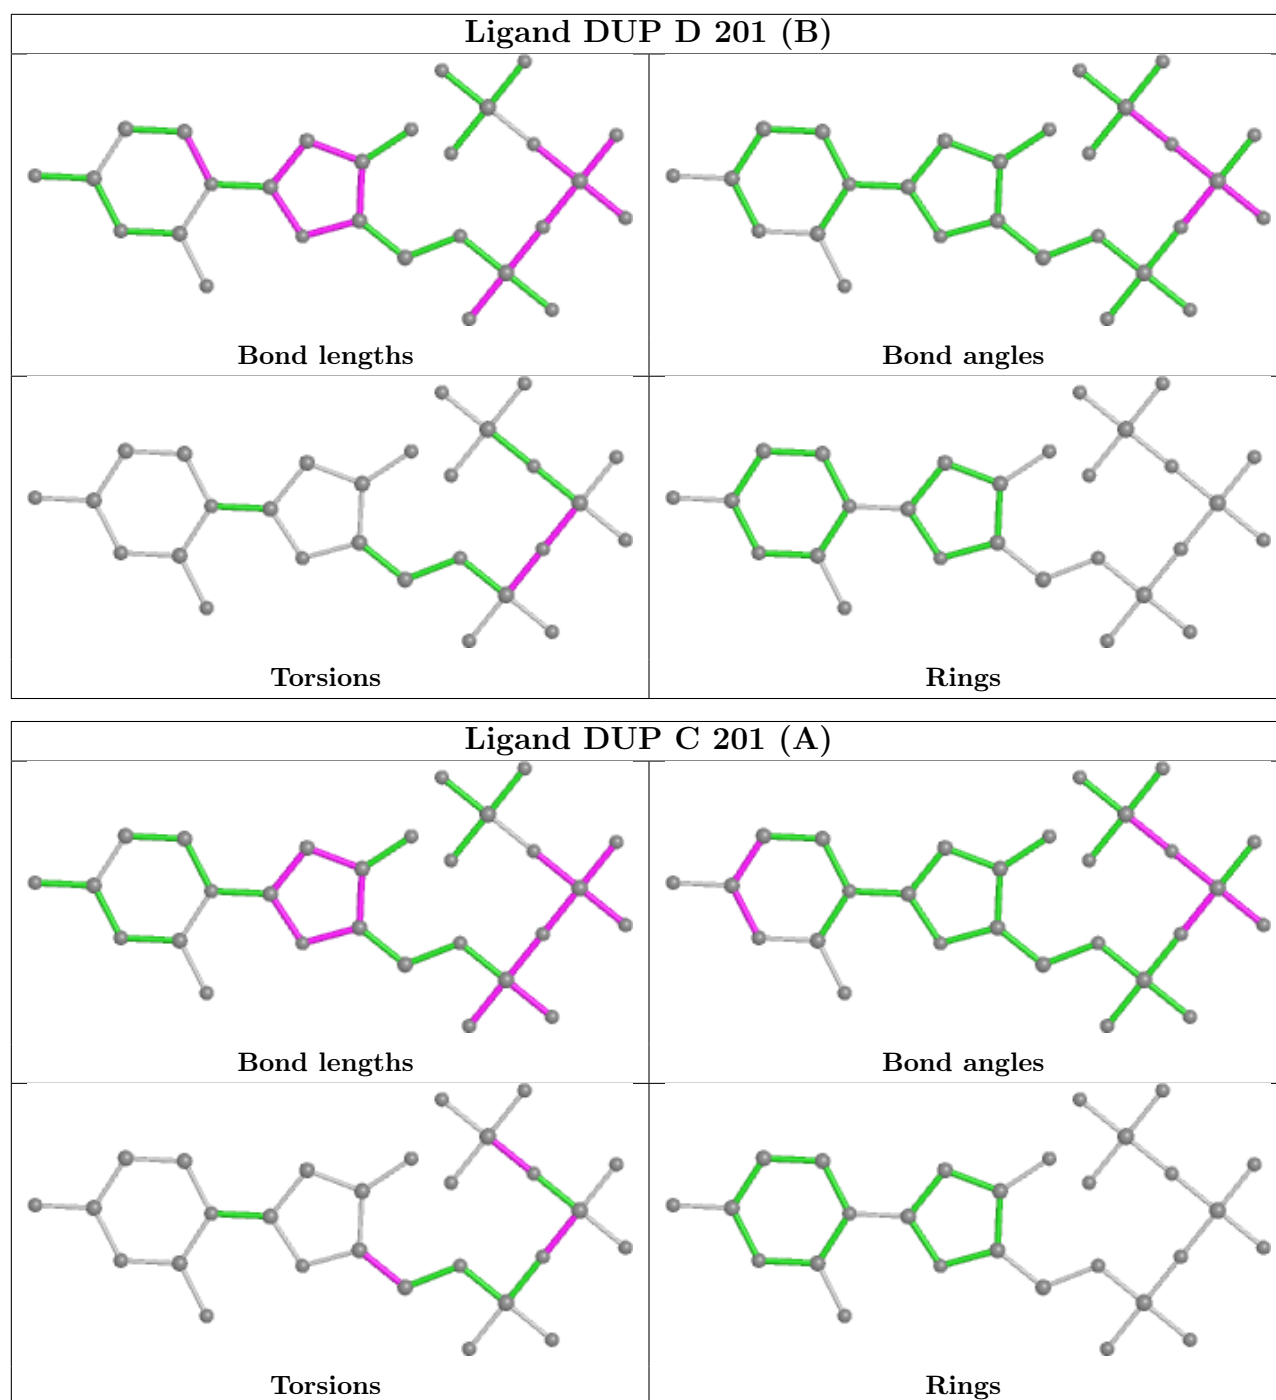 Ligand DUP D 201 (B)
Bond lengths
Bond angles
Torsions
Rings
Ligand DUP C 201 (A)
Bond lengths
Bond angles
Torsions
Rings